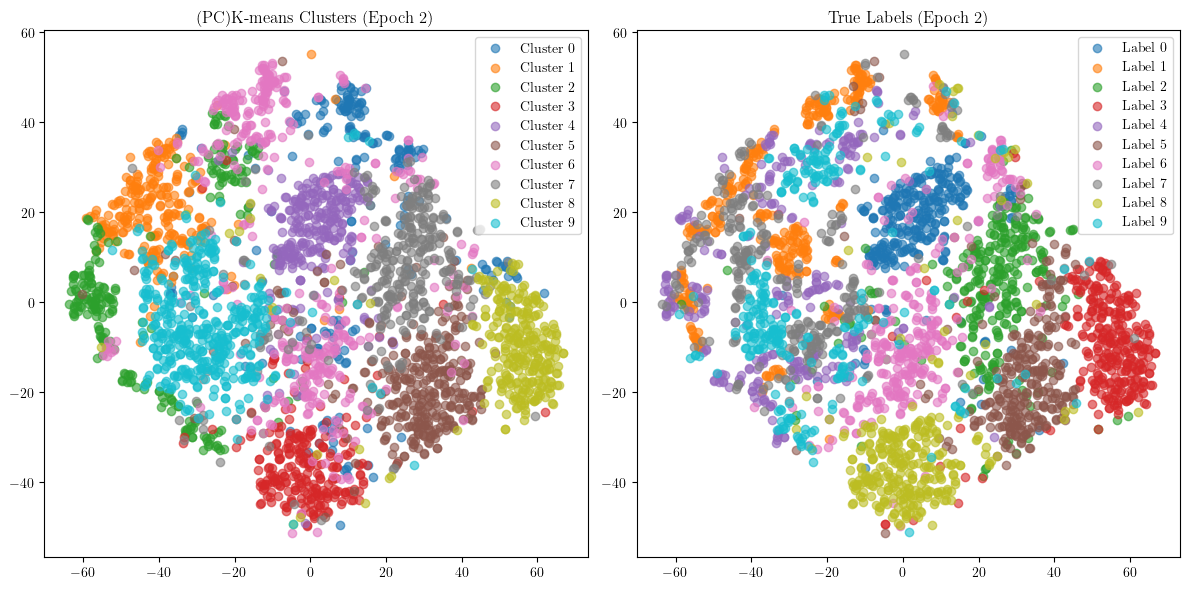 (PC)K-means Clusters (Epoch 2)
60
40
20
0
−20
−40
−60
−40
−20
0
20
40
60
Cluster 0
Cluster 1
Cluster 2
Cluster 3
Cluster 4
Cluster 5
Cluster 6
Cluster 7
Cluster 8
Cluster 9
True Labels (Epoch 2)
60
40
20
0
−20
−40
−60
−40
−20
0
20
40
60
Label 0
Label 1
Label 2
Label 3
Label 4
Label 5
Label 6
Label 7
Label 8
Label 9